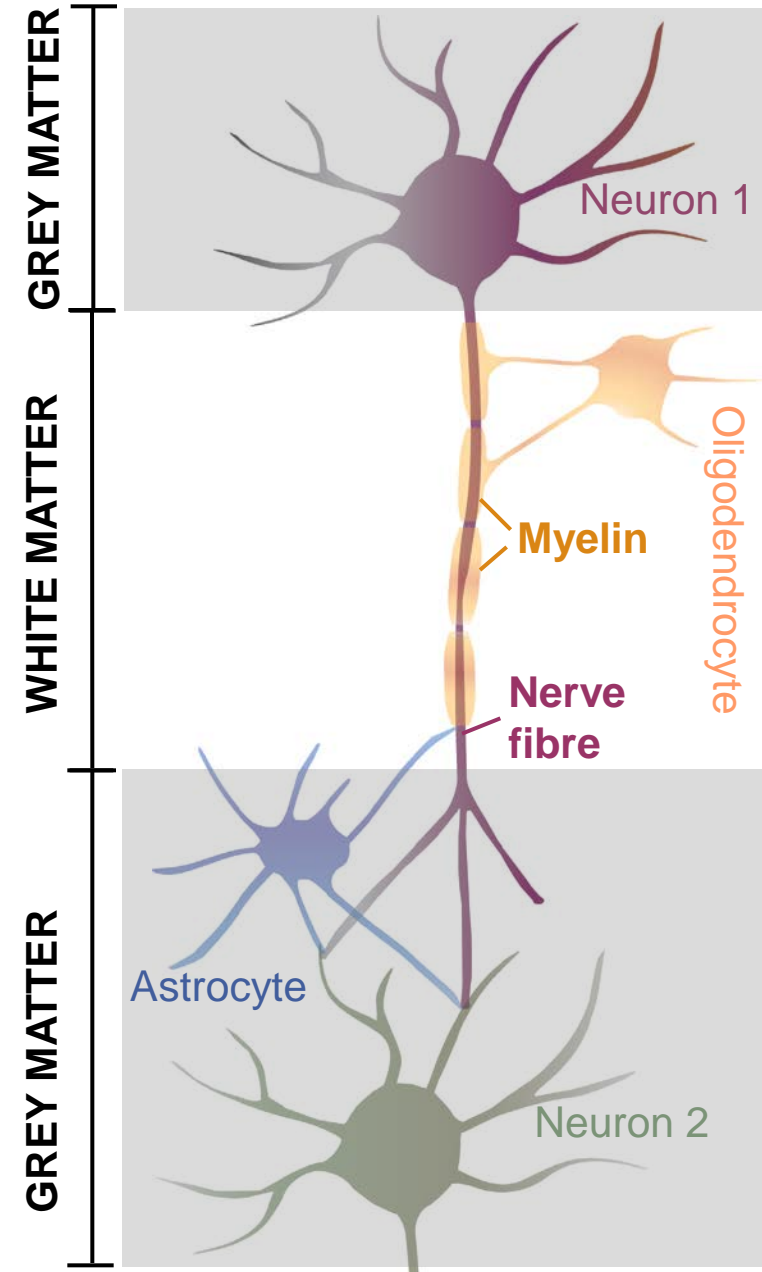 GREY MATTER
Neuron 1
WHITE MATTER
Oligodendrocyte
Myelin
Nerve
fibre
GREY MATTER
Astrocyte
Neuron 2